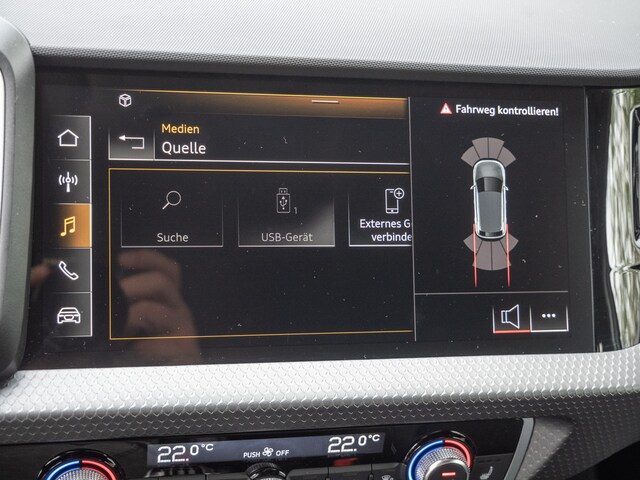 Fahrweg kontrollieren!
Medien
Quelle
Suche
1
USB-Gerät
Externes G
verbinde
•••
22.0°C
PUSH OFF
22.0°C